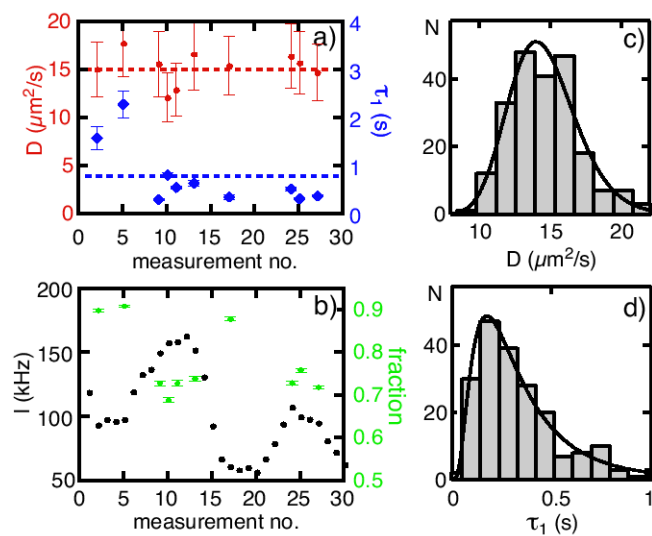 a)
20
15
10
5
0
D (μm²/s)
4
3
2
1
0
τ₁ (s)
0 5 10 15 20 25 30
measurement no.
b)
200
150
100
50
I (kHz)
0.9
0.8
0.7
0.6
0.5
fraction
0 5 10 15 20 25 30
measurement no.
c)
N
40
20
0
10 15 20
D (μm²/s)
d)
N
40
20
0
0 0.5 1
τ₁ (s)